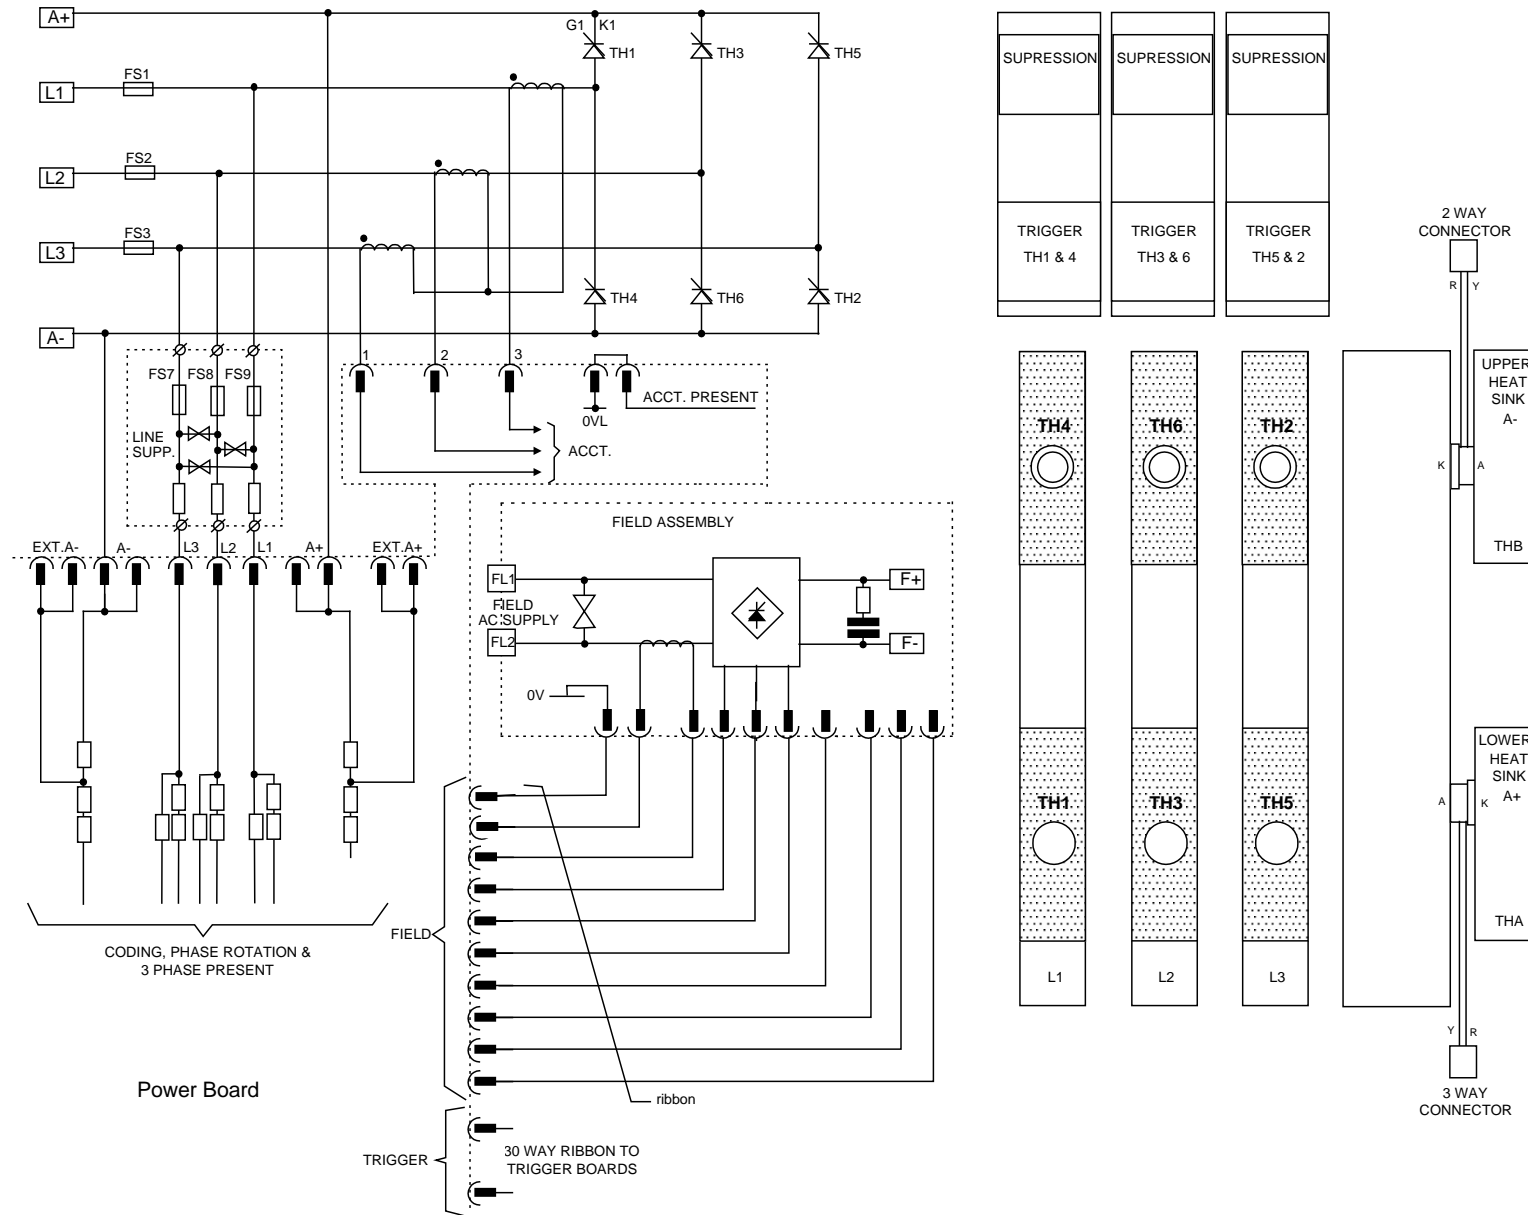 A+
G1 K1
TH1
TH3
TH5
FS1
L1
FS2
L2
FS3
L3
TH4
TH6
TH2
A-
1
2
3
FS7 FS8 FS9
LINE
SUPP.
ACCT. PRESENT
0VL
ACCT.
EXT.A-
A-
L3
L2
L1
A+
EXT.A+
CODING, PHASE ROTATION &
3 PHASE PRESENT
Power Board
FIELD ASSEMBLY
FL1
FIELD
AC SUPPLY
FL2
F+
F-
0V
FIELD
ribbon
TRIGGER
30 WAY RIBBON TO
TRIGGER BOARDS
SUPRESSION
SUPRESSION
SUPRESSION
TRIGGER
TH1 & 4
TRIGGER
TH3 & 6
TRIGGER
TH5 & 2
TH4
TH6
TH2
TH1
TH3
TH5
L1
L2
L3
2 WAY
CONNECTOR
R Y
UPPER
HEAT
SINK
A-
K
A
THB
LOWER
HEAT
SINK
A+
A
K
THA
Y R
3 WAY
CONNECTOR